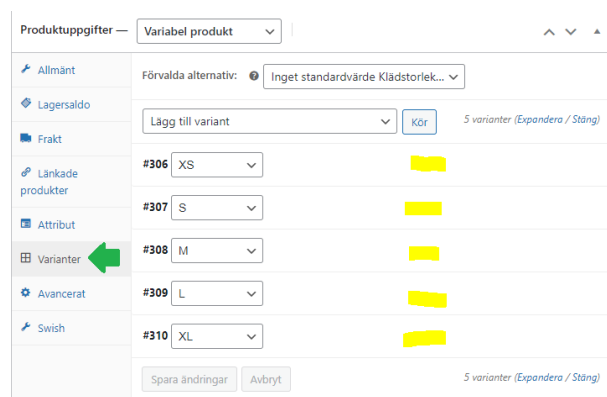 Produktuppgifter — Variabel produkt
Allmänt
Lagersaldo
Frakt
Länkade
produkter
Attribut
Varianter
Avancerat
Swish
Förvalda alternativ: Inget standardvärde Klädstorlek...
Lägg till variant Kör 5 varianter (Expandera / Stäng)
#306 XS
#307 S
#308 M
#309 L
#310 XL
Spara ändringar Avbryt 5 varianter (Expandera / Stäng)